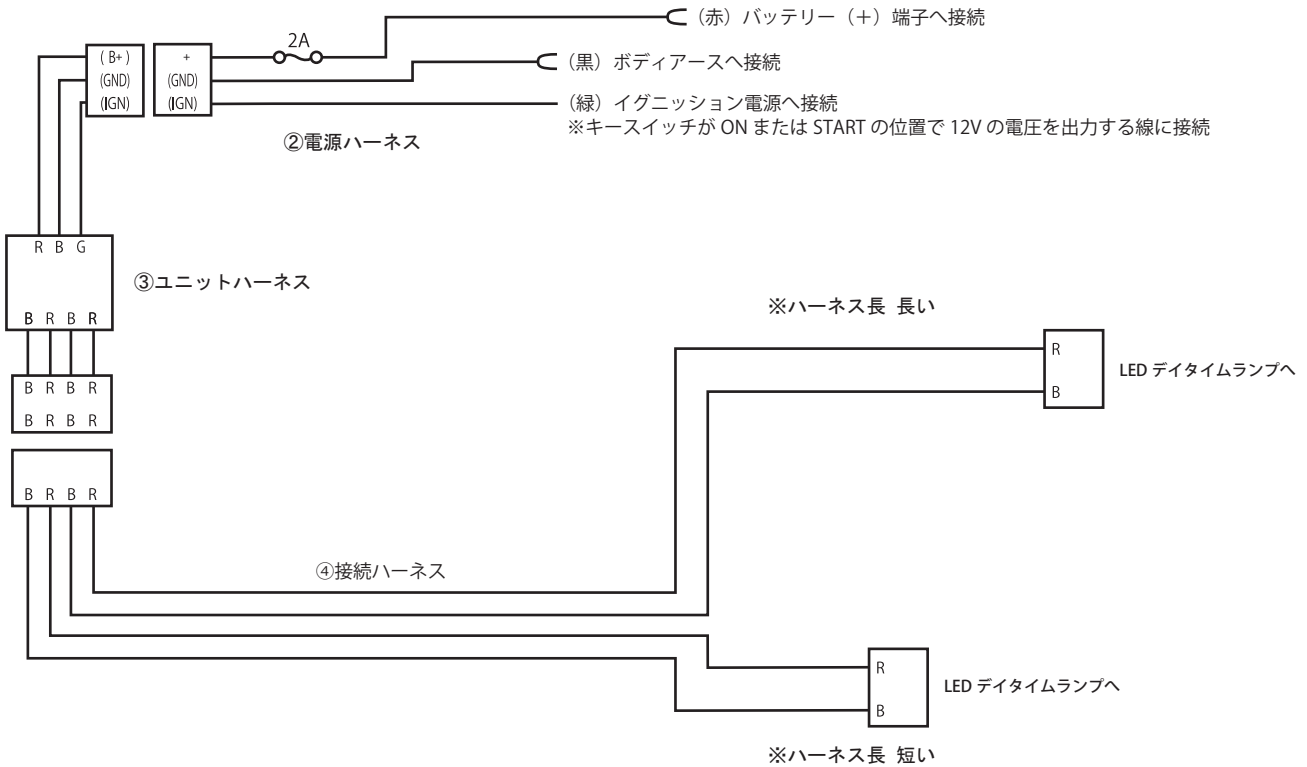 （赤）バッテリー（＋）端子へ接続
2A
( B+ )
+
（黒）ボディアースへ接続
(GND)
(GND)
(IGN)
(IGN)
（緑）イグニッション電源へ接続
※キースイッチが ON または START の位置で 12V の電圧を出力する線に接続
②電源ハーネス
R B G
③ユニットハーネス
B R B R
※ハーネス長 長い
R
LED デイタイムランプへ
B
B R B R
B R B R
B R B R
④接続ハーネス
R
LED デイタイムランプへ
B
※ハーネス長 短い